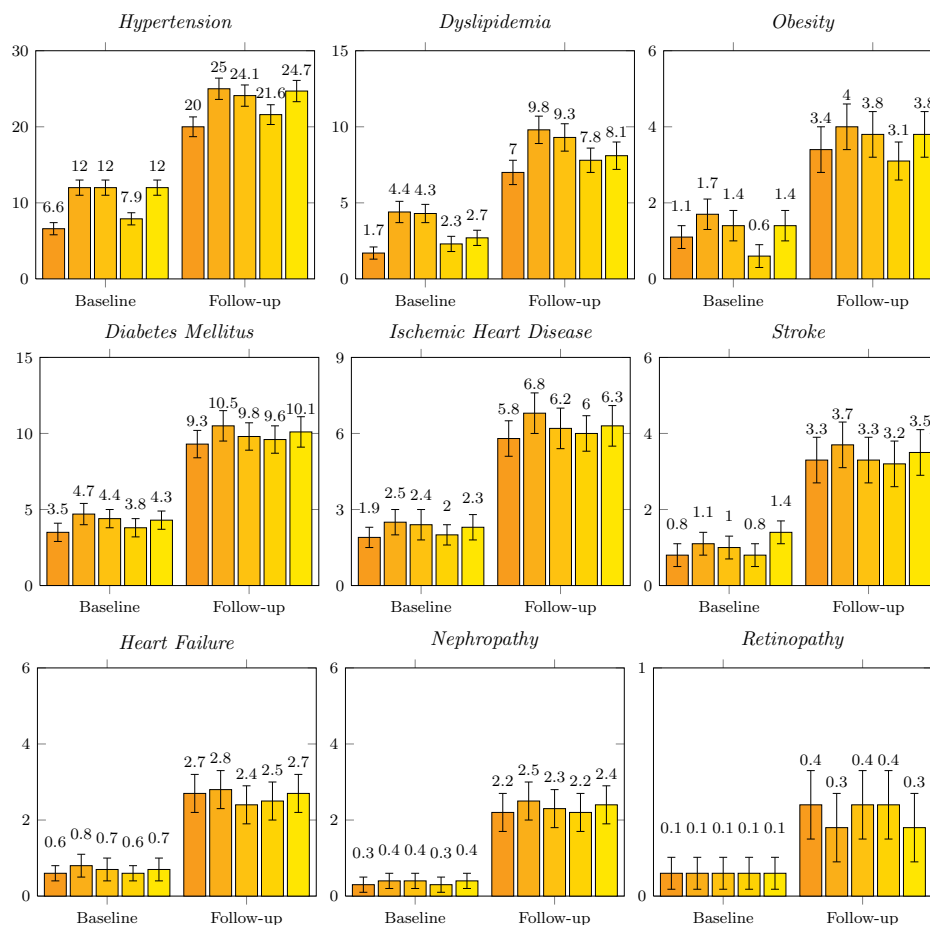 Hypertension
30
20
10
0
6.6 12 12 7.9 12
20 25 24.1 21.6 24.7
Baseline Follow-up
Dyslipidemia
15
10
5
0
1.7 4.4 4.3 2.3 2.7
7 9.8 9.3 7.8 8.1
Baseline Follow-up
Obesity
6
4
2
0
1.1 1.7 1.4 0.6 1.4
3.4 4 3.8 3.1 3.8
Baseline Follow-up
Diabetes Mellitus
15
10
5
0
3.5 4.7 4.4 3.8 4.3
9.3 10.5 9.8 9.6 10.1
Baseline Follow-up
Ischemic Heart Disease
9
6
3
0
1.9 2.5 2.4 2 2.3
5.8 6.8 6.2 6 6.3
Baseline Follow-up
Stroke
6
4
2
0
0.8 1.1 1 0.8 1.4
3.3 3.7 3.3 3.2 3.5
Baseline Follow-up
Heart Failure
6
4
2
0
0.6 0.8 0.7 0.6 0.7
2.7 2.8 2.4 2.5 2.7
Baseline Follow-up
Nephropathy
6
4
2
0
0.3 0.4 0.4 0.3 0.4
2.2 2.5 2.3 2.2 2.4
Baseline Follow-up
Retinopathy
1
0
0.1 0.1 0.1 0.1 0.1
0.4 0.3 0.4 0.4 0.3
Baseline Follow-up